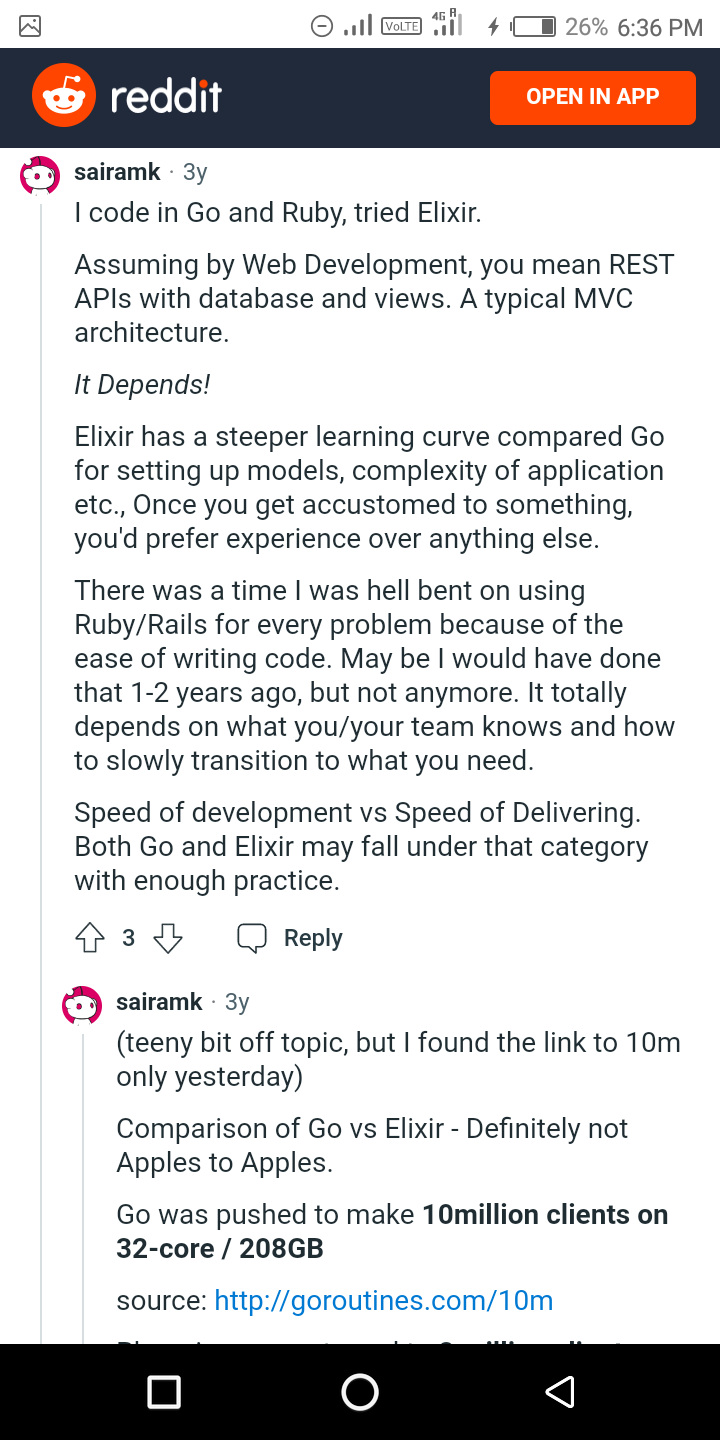 VoLTE 4G R 26% 6:36 PM
reddit OPEN IN APP
sairamk · 3y
I code in Go and Ruby, tried Elixir.
Assuming by Web Development, you mean REST
APIs with database and views. A typical MVC
architecture.
It Depends!
Elixir has a steeper learning curve compared Go
for setting up models, complexity of application
etc., Once you get accustomed to something,
you'd prefer experience over anything else.
There was a time I was hell bent on using
Ruby/Rails for every problem because of the
ease of writing code. May be I would have done
that 1-2 years ago, but not anymore. It totally
depends on what you/your team knows and how
to slowly transition to what you need.
Speed of development vs Speed of Delivering.
Both Go and Elixir may fall under that category
with enough practice.
3 Reply
sairamk · 3y
(teeny bit off topic, but I found the link to 10m
only yesterday)
Comparison of Go vs Elixir - Definitely not
Apples to Apples.
Go was pushed to make 10million clients on
32-core / 208GB
source: http://goroutines.com/10m